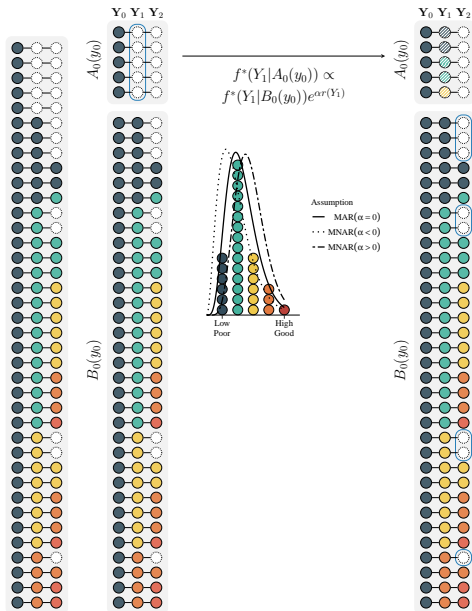 Y₀ Y₁ Y₂
A₀(y₀)
B₀(y₀)
f*(Y₁|A₀(y₀)) ∝
f*(Y₁|B₀(y₀))e^{αr(Y₁)}
Assumption
MAR(α=0)
MNAR(α<0)
MNAR(α>0)
Low
Poor
High
Good
Y₀ Y₁ Y₂
A₀(y₀)
B₀(y₀)